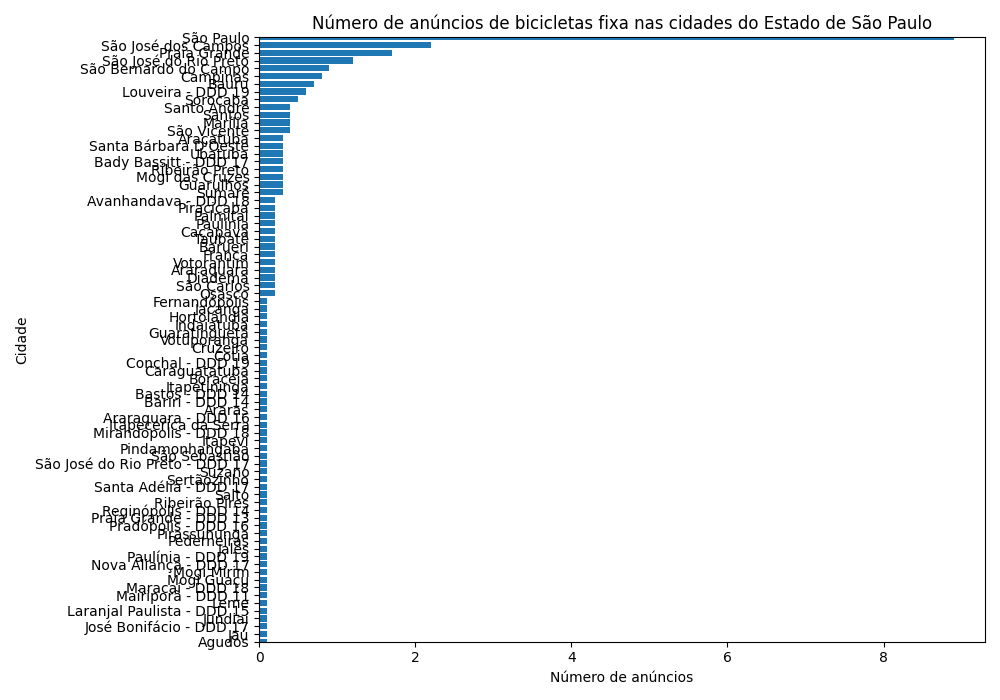 Número de anúncios de bicicletas fixa nas cidades do Estado de São Paulo
São Paulo
São José dos Campos
Praia Grande
São José do Rio Preto
São Bernardo do Campo
Campinas
Bauru
Louveira - DDD 19
Sorocaba
Santo André
Santos
Marília
São Vicente
Araçatuba
Santa Bárbara D'Oeste
Ubatuba
Bady Bassitt - DDD 17
Ribeirão Preto
Mogi das Cruzes
Guarulhos
Sumaré
Avanhandava - DDD 18
Piracicaba
Palmital
Paulínia
Caçapava
Taubaté
Barueri
Franca
Votorantim
Araraquara
Diadema
São Carlos
Osasco
Fernandópolis
Iacanga
Hortolândia
Indaiatuba
Guaratinguetá
Votuporanga
Cruzeiro
Cotia
Conchal - DDD 19
Caraguatatuba
Boracéia
Itapetininga
Bastos - DDD 14
Bariri - DDD 14
Araras
Araraquara - DDD 16
Itapecerica da Serra
Mirandópolis - DDD 18
Itapevi
Pindamonhangaba
São Sebastião
São José do Rio Preto - DDD 17
Suzano
Sertãozinho
Santa Adélia - DDD 17
Salto
Ribeirão Pires
Reginópolis - DDD 14
Praia Grande - DDD 13
Pradópolis - DDD 16
Pirassununga
Pederneiras
Jales
Paulínia - DDD 19
Nova Aliança - DDD 17
Mogi Mirim
Mogi Guaçu
Maracaí - DDD 18
Mairiporã - DDD 11
Leme
Laranjal Paulista - DDD 15
Jundiaí
José Bonifácio - DDD 17
Jaú
Agudos
Cidade
0 2 4 6 8
Número de anúncios